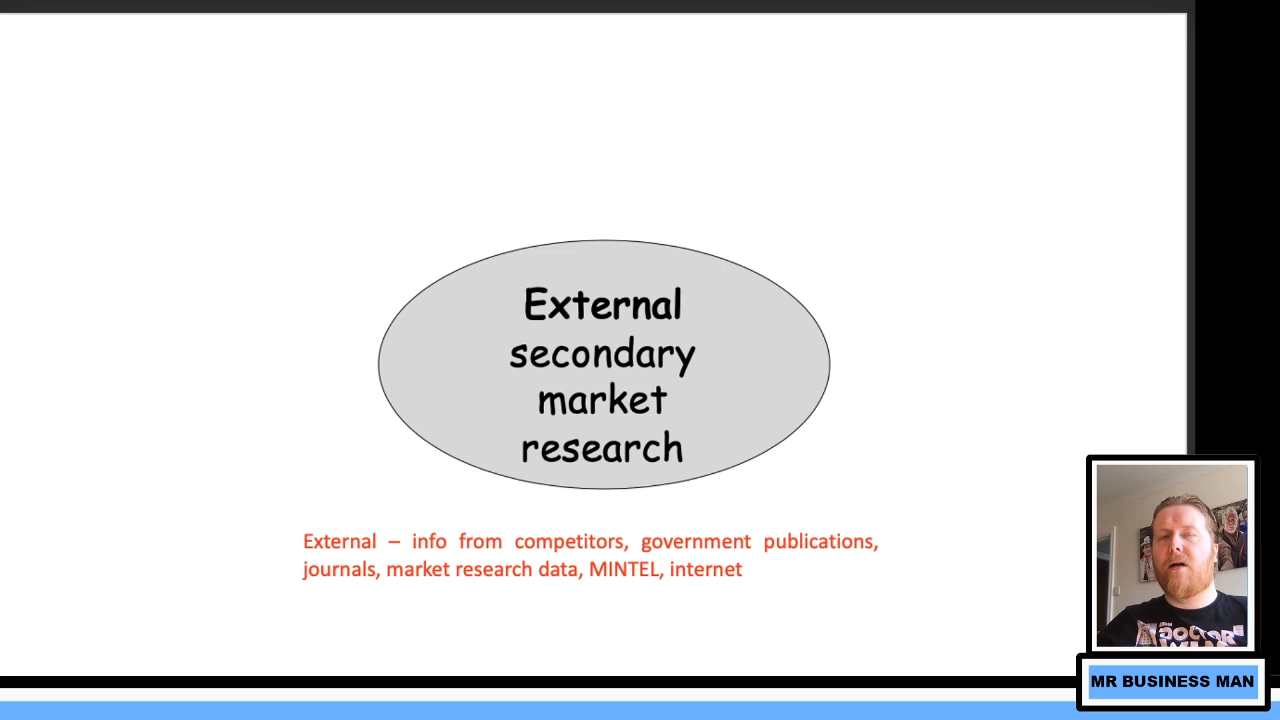 External
secondary
market
research
External – info from competitors, government publications,
journals, market research data, MINTEL, internet
DOCTOR
MR BUSINESS MAN